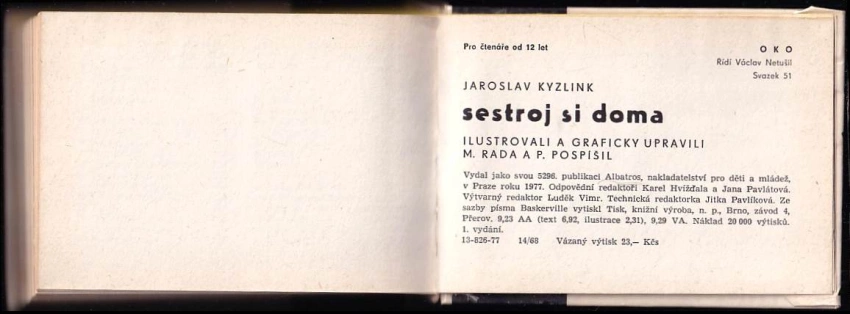 Pro čtenáře od 12 let
OKO
Řídí Václav Netušil
Svazek 51
JAROSLAV KYZLINK
sestroj si doma
ILUSTROVALI A GRAFICKY UPRAVILI
M. RADA A P. POSPÍŠIL
Vydal jako svou 5296. publikaci Albatros, nakladatelství pro děti a mládež,
v Praze roku 1977. Odpovědní redaktoři Karel Hvížďala a Jana Pavlátová.
Výtvarný redaktor Luděk Vimr. Technická redaktorka Jitka Pavlíková. Ze
sazby písma Baskerville vytiskl Tisk, knižní výroba, n. p., Brno, závod 4,
Přerov. 9,23 AA (text 6,92, ilustrace 2,31), 9,29 VA. Náklad 20 000 výtisků.
1. vydání.
13-826-77 14/68 Vázaný výtisk 23,— Kčs